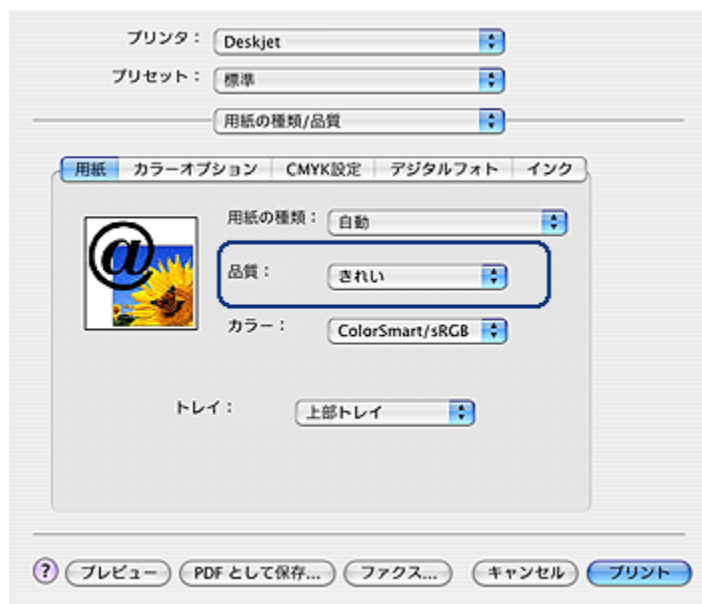 プリンタ： Deskjet
プリセット： 標準
用紙の種類/品質
用紙 カラーオプション CMYK設定 デジタルフォト インク
用紙の種類： 自動
@
品質： きれい
カラー： ColorSmart/sRGB
トレイ： 上部トレイ
? プレビュー PDF として保存... ファクス... キャンセル プリント